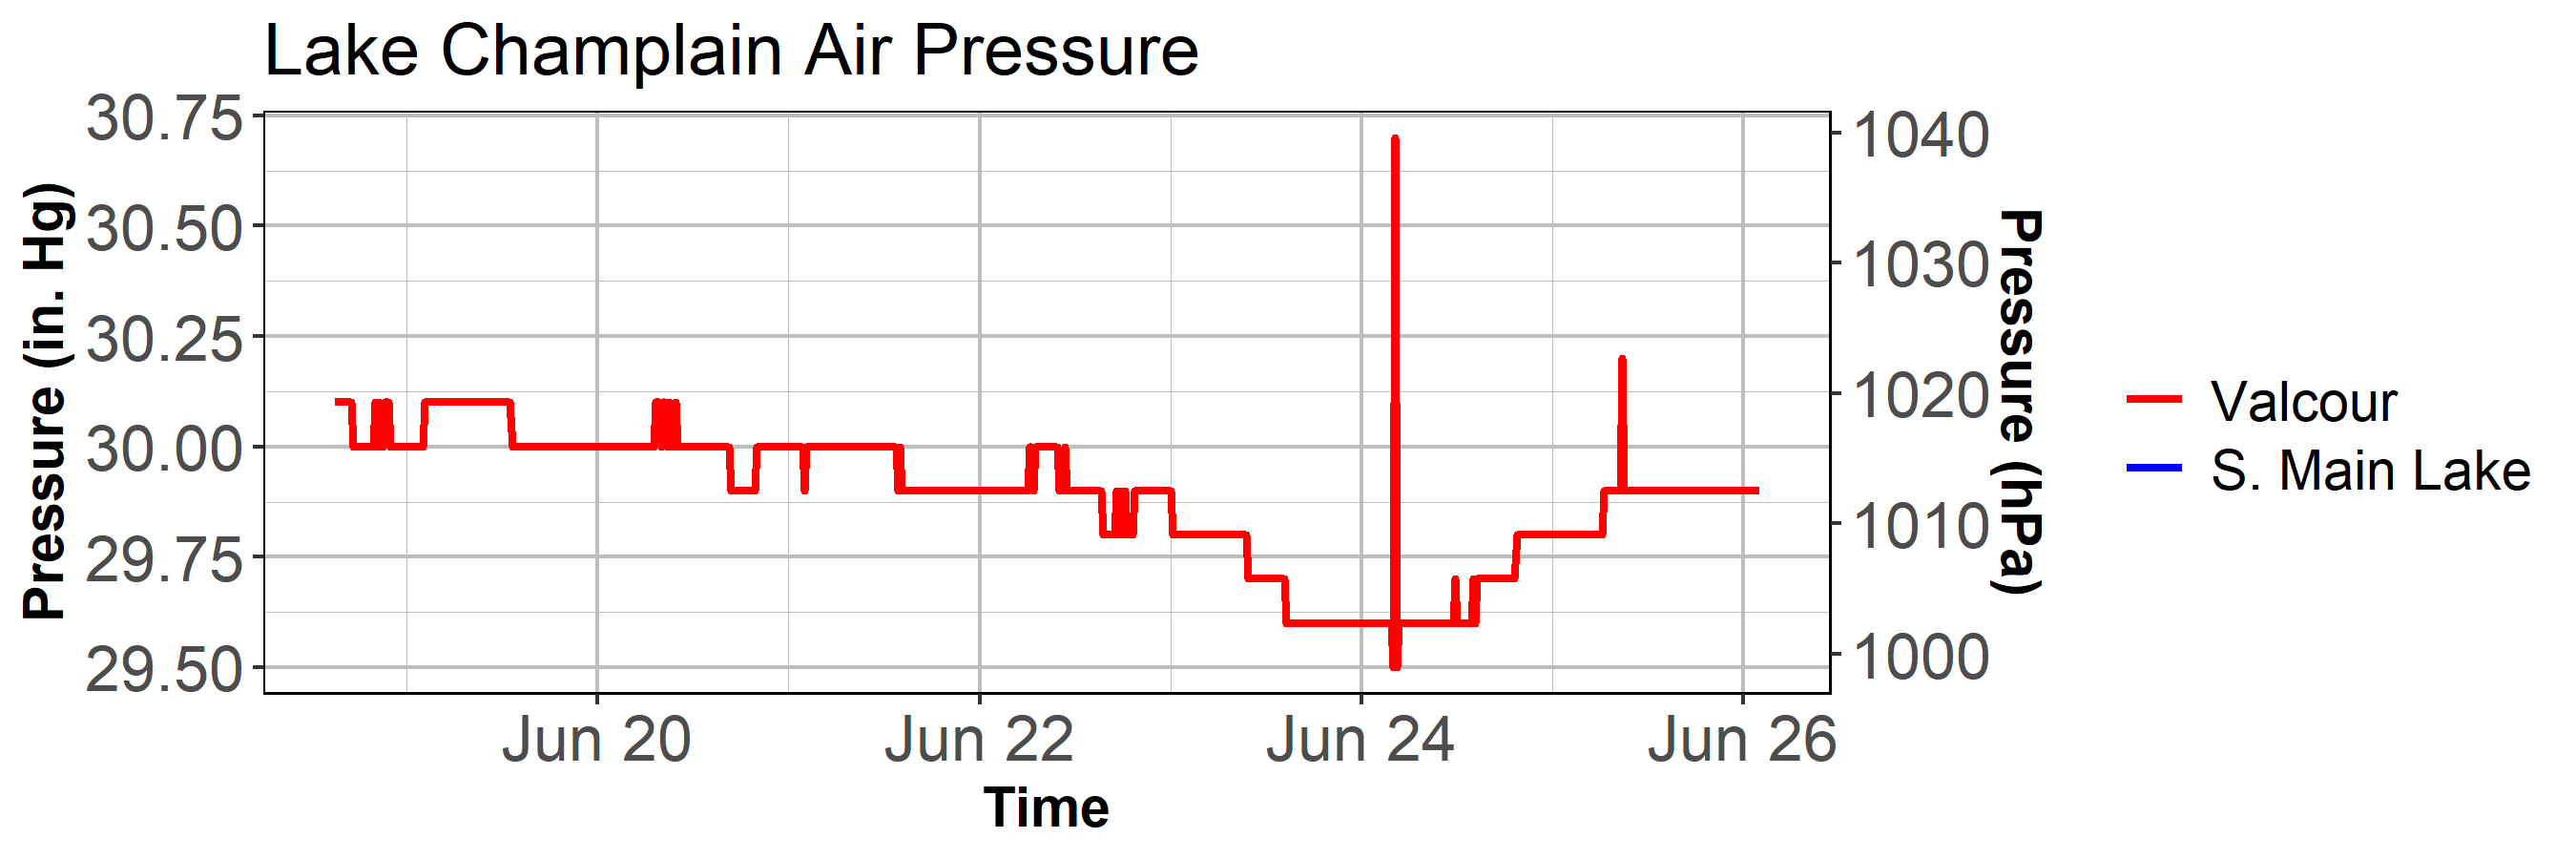 Lake Champlain Air Pressure
Pressure (in. Hg)
30.75
30.50
30.25
30.00
29.75
29.50
1040
1030
1020
1010
1000
Pressure (hPa)
Jun 20
Jun 22
Jun 24
Jun 26
Time
Valcour
S. Main Lake